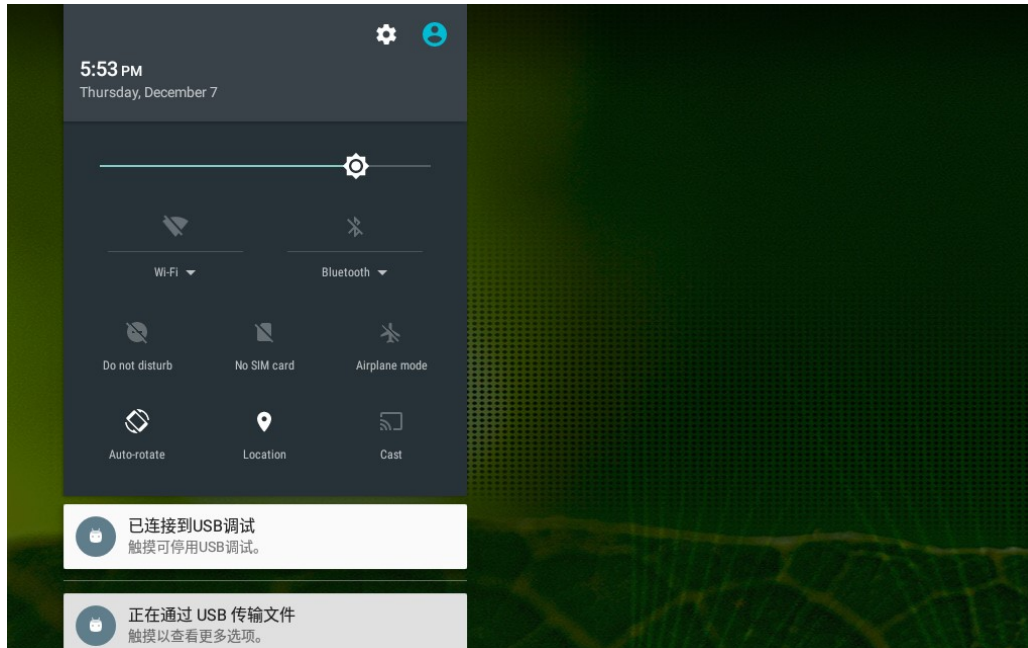 5:53 PM
Thursday, December 7
Wi-Fi
Bluetooth
Do not disturb
No SIM card
Airplane mode
Auto-rotate
Location
Cast
已连接到USB调试
触摸可停用USB调试。
正在通过 USB 传输文件
触摸以查看更多选项。